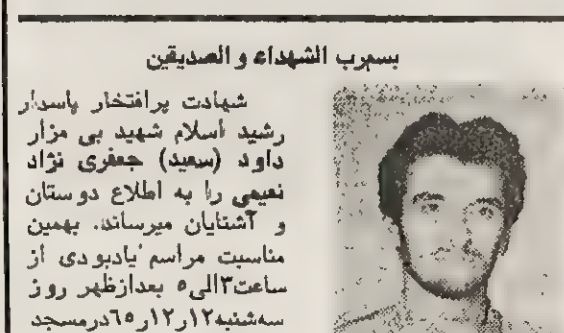 بسم‌رب الشهداء و الصدیقین
شهادت پرافتخار پاسدار
رشید اسلام شهید بی مزار
داود (سعید) جعفری نژاد
نعیمی را به اطلاع دوستان
و آشنایان میرساند. بهمین
مناسبت مراسم یادبودی از
ساعت۳الی۵ بعدازظهر روز
سه‌شنبه۱۲ر۱۲ر۶۵درمسجد